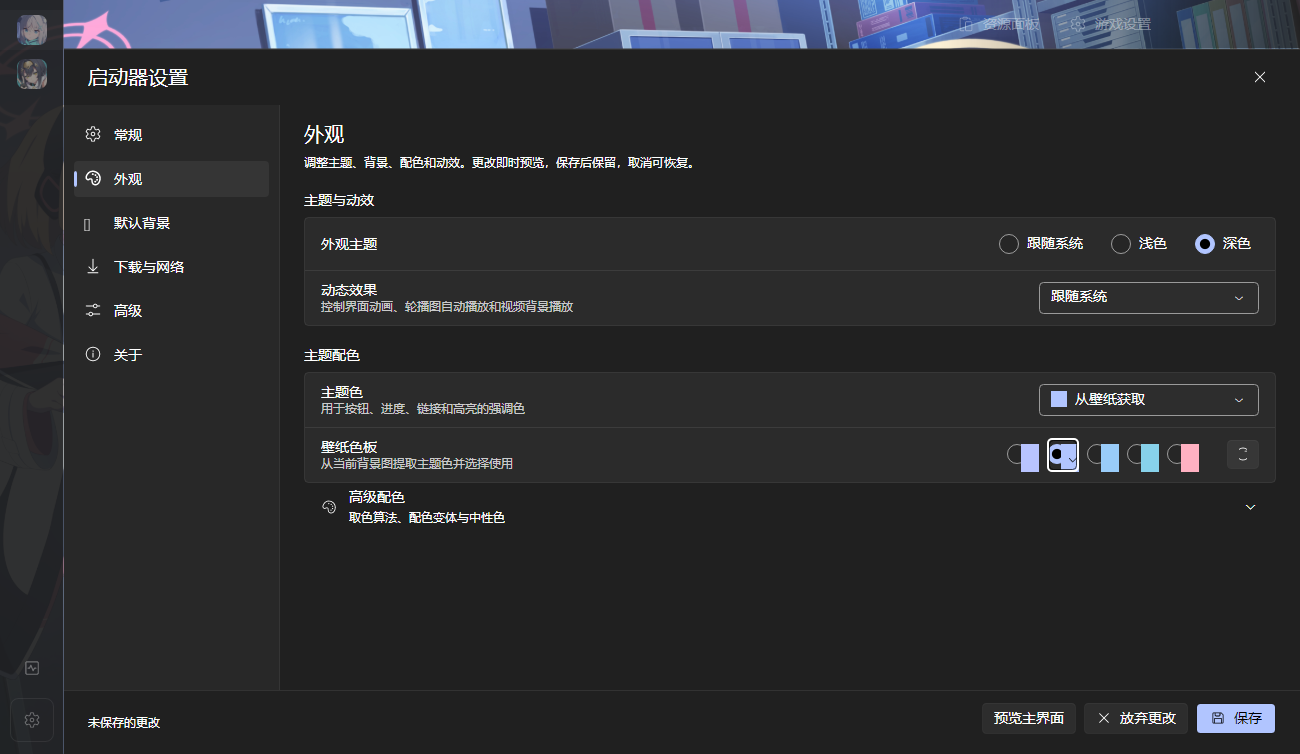 资源面板
游戏设置
启动器设置
常规
外观
默认背景
下载与网络
高级
关于
外观
调整主题、背景、配色和动效。更改即时预览，保存后保留，取消可恢复。
主题与动效
外观主题
跟随系统
浅色
深色
动态效果
控制界面动画、轮播图自动播放和视频背景播放
跟随系统
主题配色
主题色
用于按钮、进度、链接和高亮的强调色
从壁纸获取
壁纸色板
从当前背景图提取主题色并选择使用
高级配色
取色算法、配色变体与中性色
未保存的更改
预览主界面
放弃更改
保存